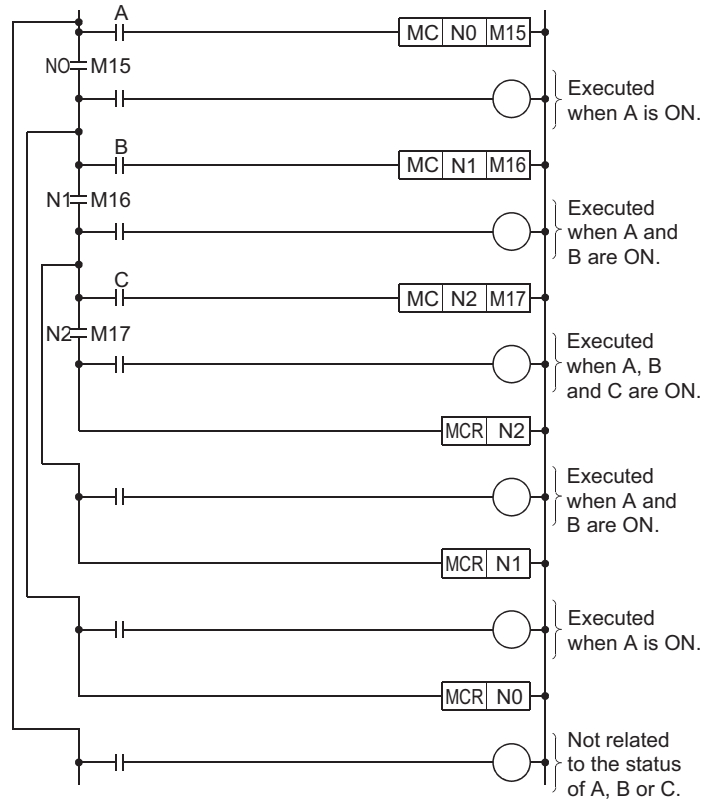 A
MC N0 M15
NO M15
Executed
when A is ON.
B
MC N1 M16
N1 M16
Executed
when A and
B are ON.
C
MC N2 M17
N2 M17
Executed
when A, B
and C are ON.
MCR N2
Executed
when A and
B are ON.
MCR N1
Executed
when A is ON.
MCR N0
Not related
to the status
of A, B or C.